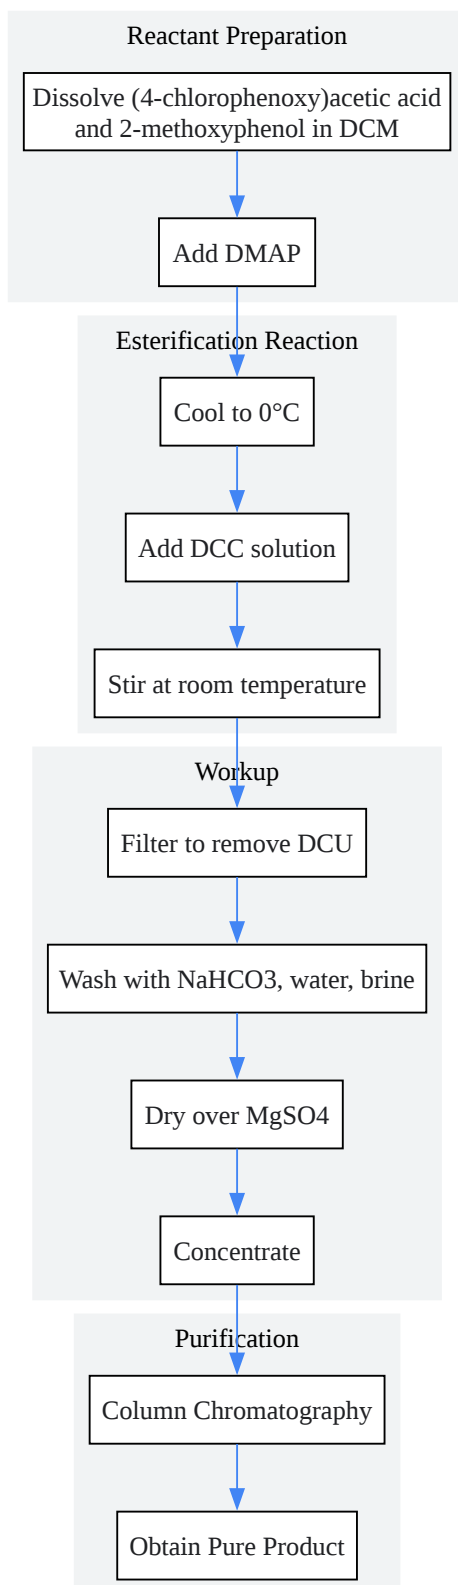 Reactant Preparation
Dissolve (4-chlorophenoxy)acetic acid
and 2-methoxyphenol in DCM
Add DMAP
Esterification Reaction
Cool to 0°C
Add DCC solution
Stir at room temperature
Workup
Filter to remove DCU
Wash with NaHCO3, water, brine
Dry over MgSO4
Concentrate
Purification
Column Chromatography
Obtain Pure Product